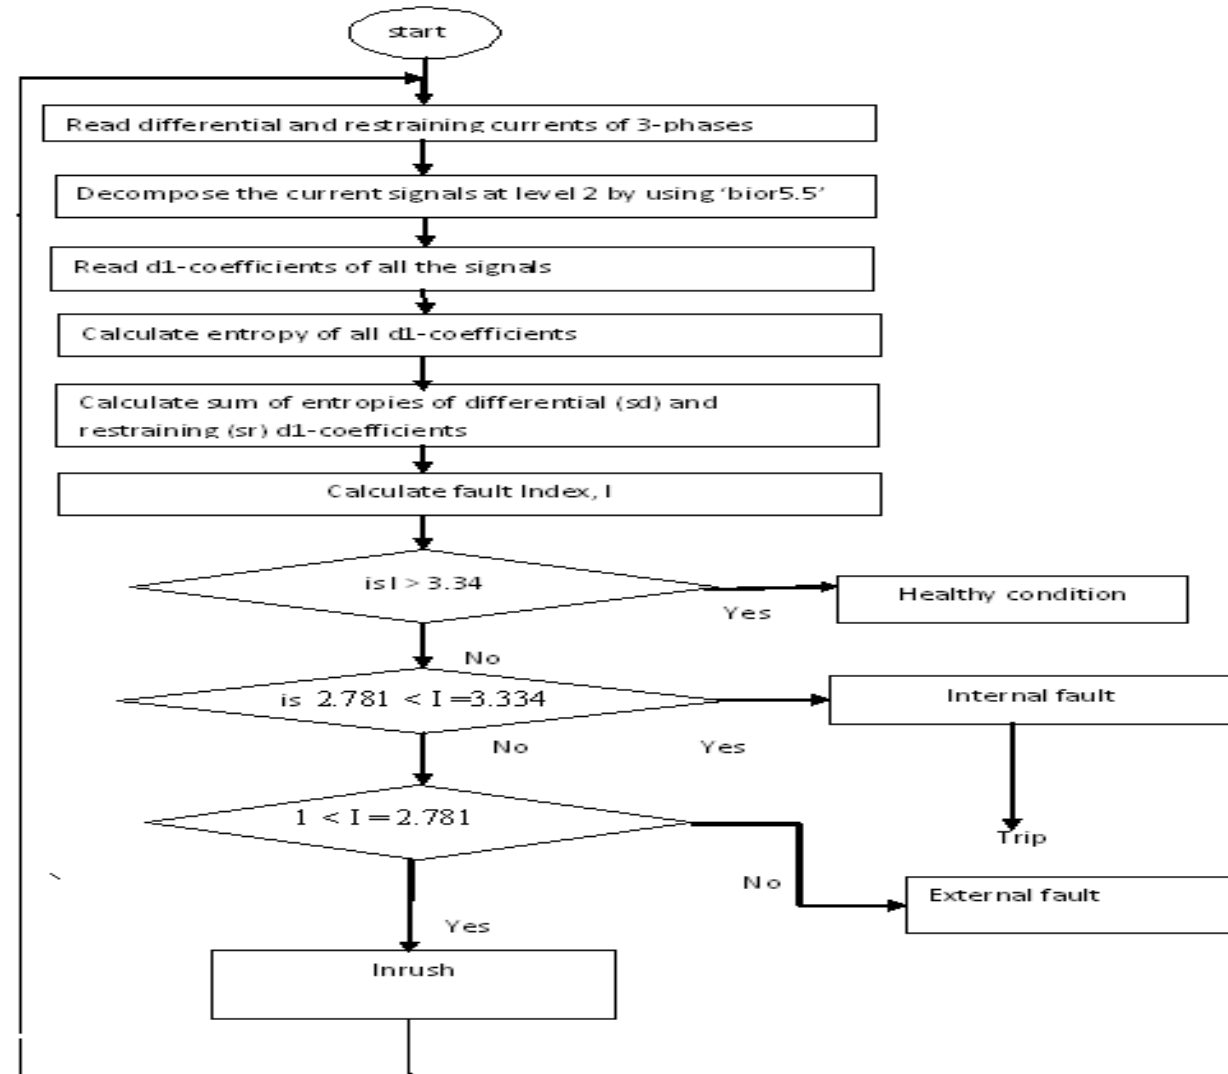 start
Read differential and restraining currents of 3-phases
Decompose the current signals at level 2 by using ‘bior5.5’
Read d1-coefficients of all the signals
Calculate entropy of all d1-coefficients
Calculate sum of entropies of differential (sd) and
restraining (sr) d1-coefficients
Calculate fault Index, I
is I > 3.34
Yes
Healthy condition
No
is 2.781 < I =3.334
Internal fault
No
Yes
1 < I = 2.781
Trip
No
External fault
Yes
Inrush